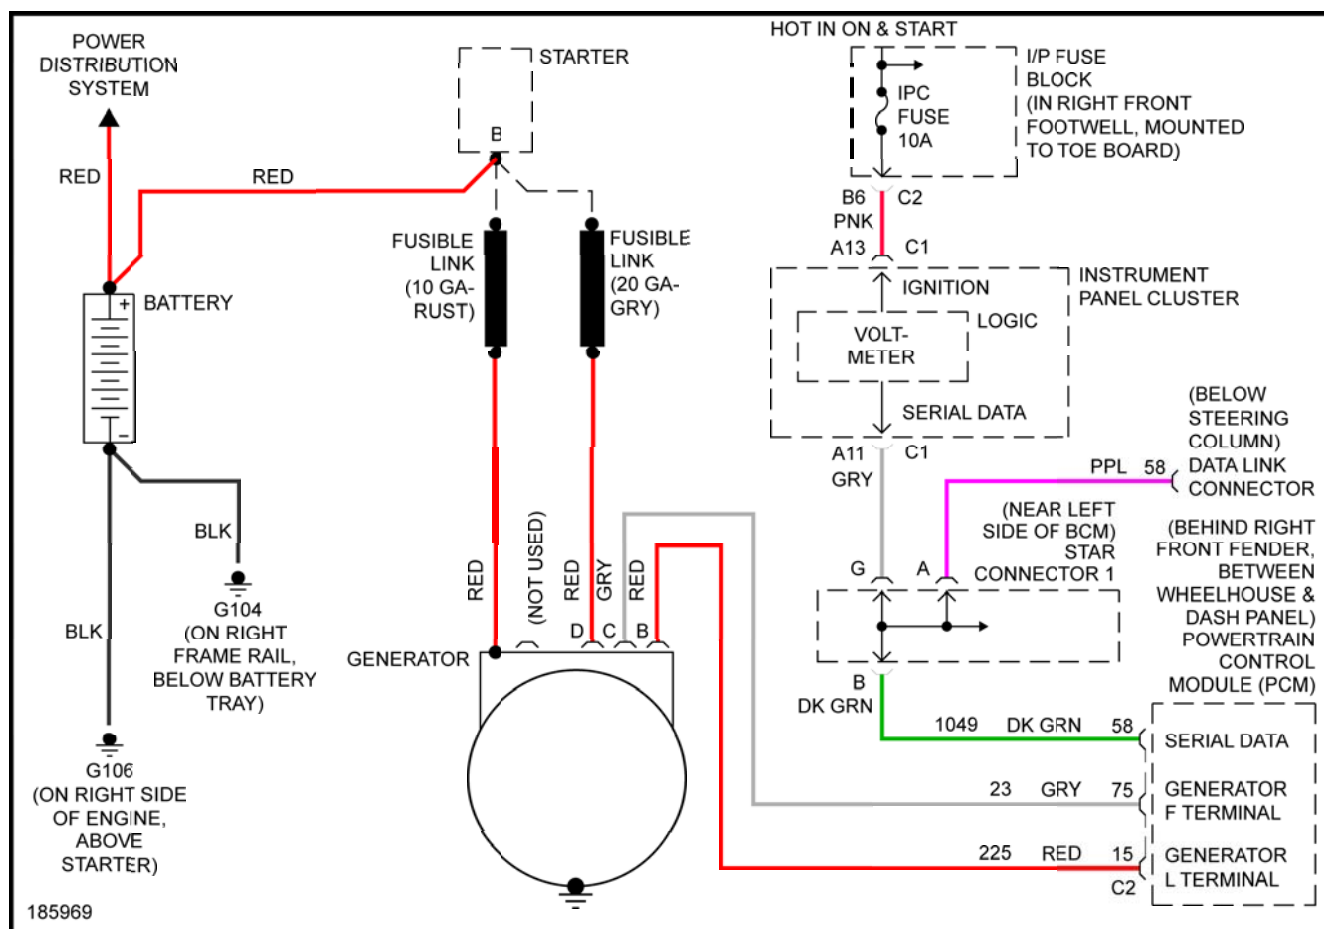 POWER
DISTRIBUTION
SYSTEM
RED
RED
BATTERY
+
–
BLK
G104
(ON RIGHT
FRAME RAIL,
BELOW BATTERY
TRAY)
BLK
G106
(ON RIGHT SIDE
OF ENGINE,
ABOVE
STARTER)
185969
STARTER
B
FUSIBLE
LINK
(10 GA-
RUST)
FUSIBLE
LINK
(20 GA-
GRY)
RED
(NOT USED)
RED
GRY
RED
D
C
B
GENERATOR
HOT IN ON & START
IPC
FUSE
10A
I/P FUSE
BLOCK
(IN RIGHT FRONT
FOOTWELL, MOUNTED
TO TOE BOARD)
B6
C2
PNK
A13
C1
IGNITION
INSTRUMENT
PANEL CLUSTER
LOGIC
VOLT-
METER
SERIAL DATA
A11
C1
GRY
PPL
58
(BELOW
STEERING
COLUMN)
DATA LINK
CONNECTOR
(NEAR LEFT
SIDE OF BCM)
STAR
CONNECTOR 1
G
A
B
DK GRN
(BEHIND RIGHT
FRONT FENDER,
BETWEEN
WHEELHOUSE &
DASH PANEL)
POWERTRAIN
CONTROL
MODULE (PCM)
1049
DK GRN
58
SERIAL DATA
23
GRY
75
GENERATOR
F TERMINAL
225
RED
15
C2
GENERATOR
L TERMINAL